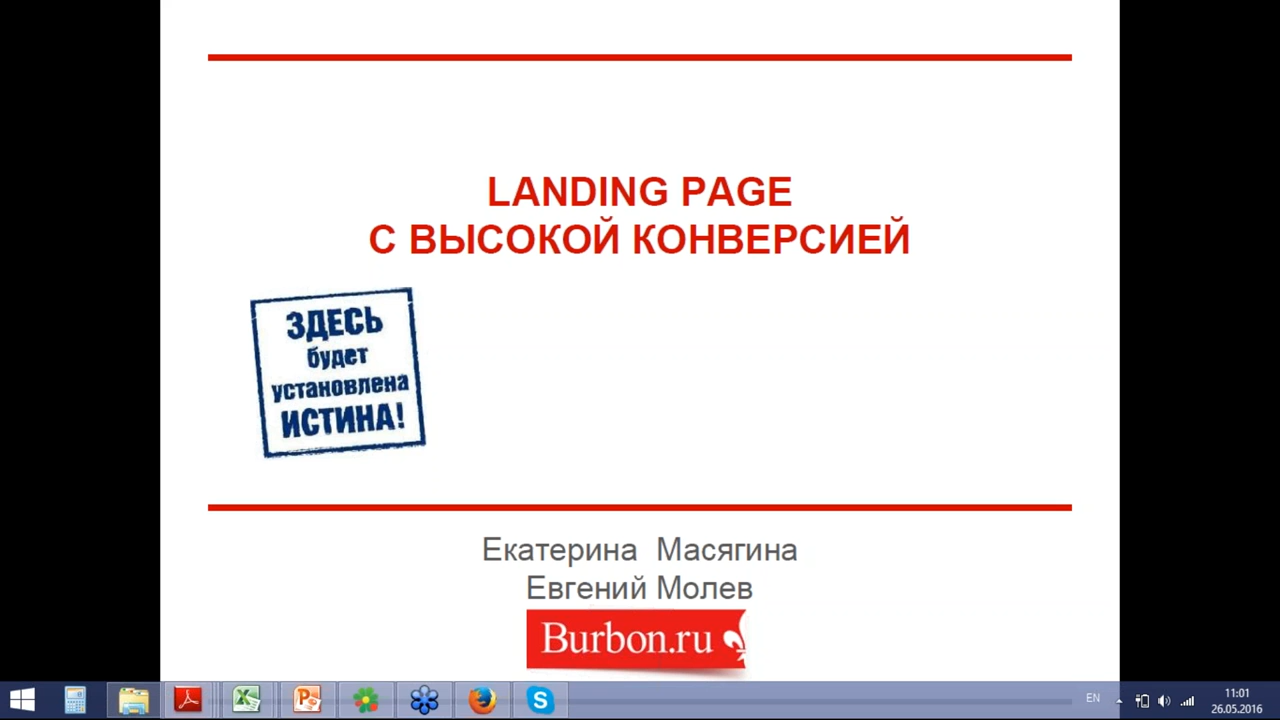 LANDING PAGE
С ВЫСОКОЙ КОНВЕРСИЕЙ
ЗДЕСЬ
будет
установлена
ИСТИНА!
Екатерина Масягина
Евгений Молев
Burbon.ru
EN
11:01
26.05.2016